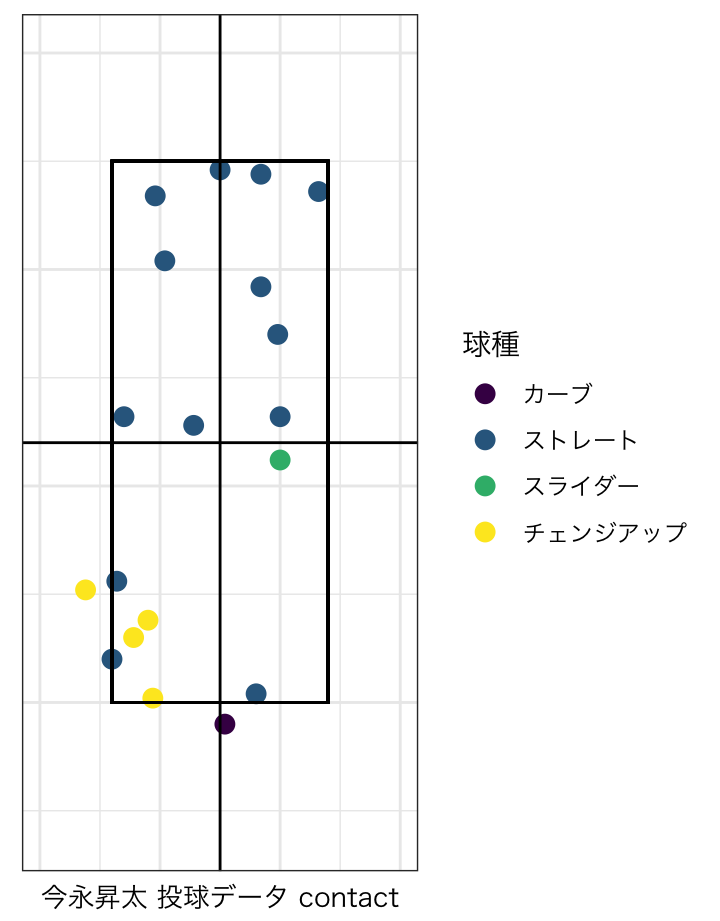 球種
カーブ
ストレート
スライダー
チェンジアップ
今永昇太 投球データ contact